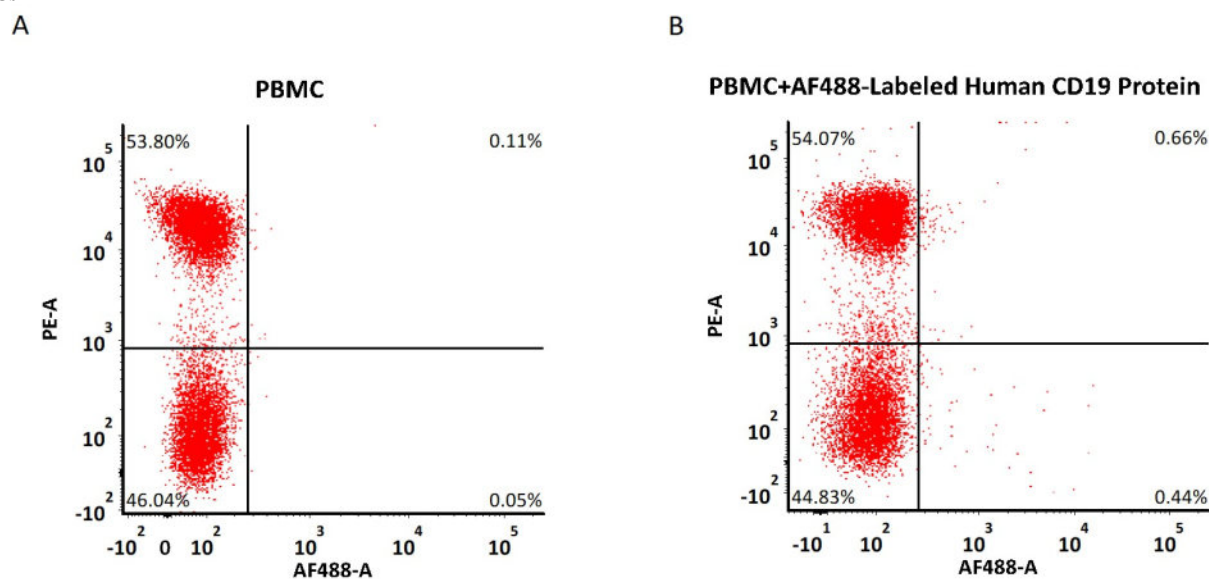 A
PBMC
53.80%
0.11%
10^5
10^4
10^3
10^2
-10^2
PE-A
46.04%
0.05%
-10^2 0 10^2 10^3 10^4 10^5
AF488-A
B
PBMC+AF488-Labeled Human CD19 Protein
54.07%
0.66%
10^5
10^4
10^3
10^2
-10^2
PE-A
44.83%
0.44%
-10^1 10^2 10^3 10^4 10^5
AF488-A